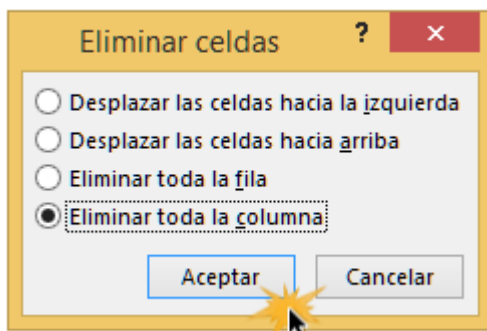 Eliminar celdas ? ×
Desplazar las celdas hacia la izquierda
Desplazar las celdas hacia arriba
Eliminar toda la fila
Eliminar toda la columna
Aceptar Cancelar